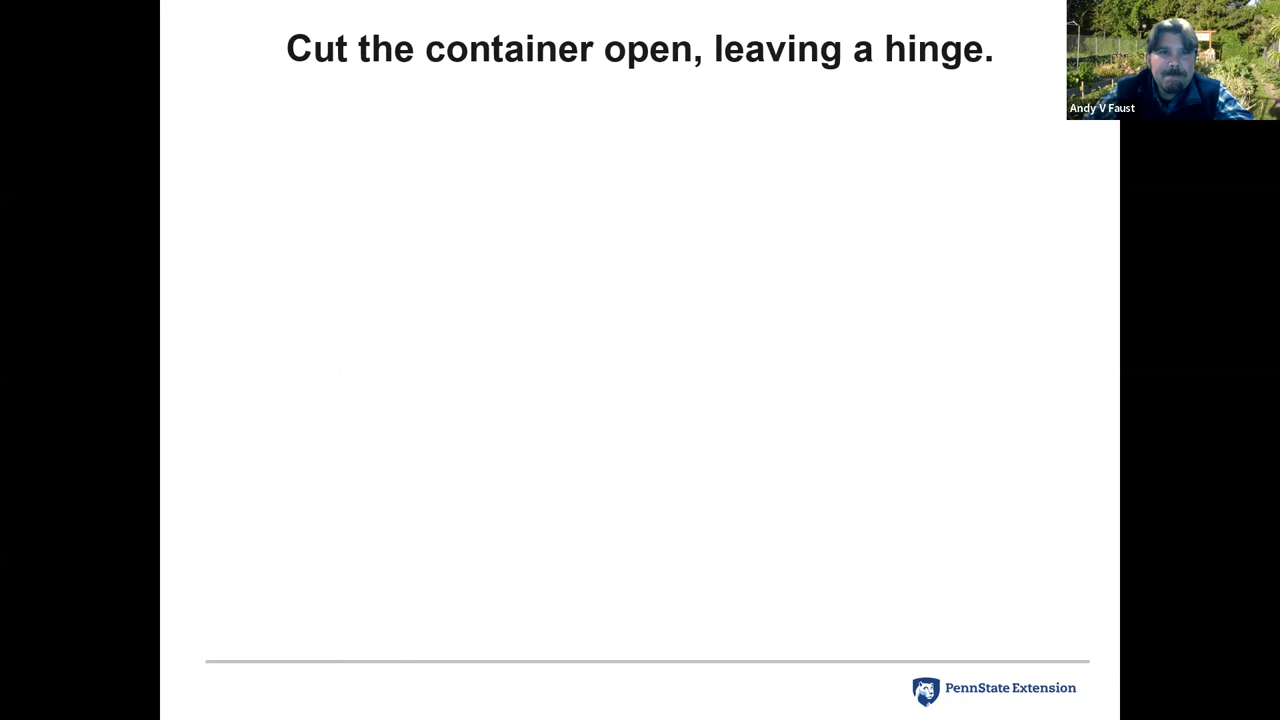 Cut the container open, leaving a hinge.
Andy V Faust
PennState Extension